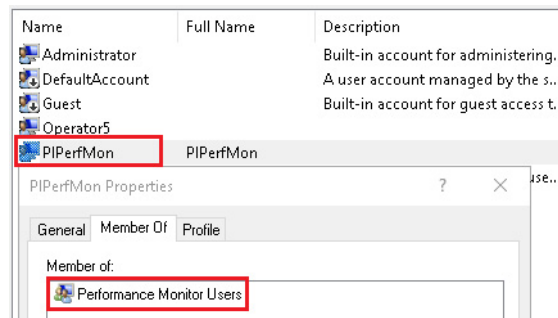 Name Full Name Description
Administrator Built-in account for administering.
DefaultAccount A user account managed by the s..
Guest Built-in account for guest access t.
Operator5
PIPerfMon PIPerfMon
PIPerfMon Properties ? × use..
General Member Of Profile
Member of:
Performance Monitor Users